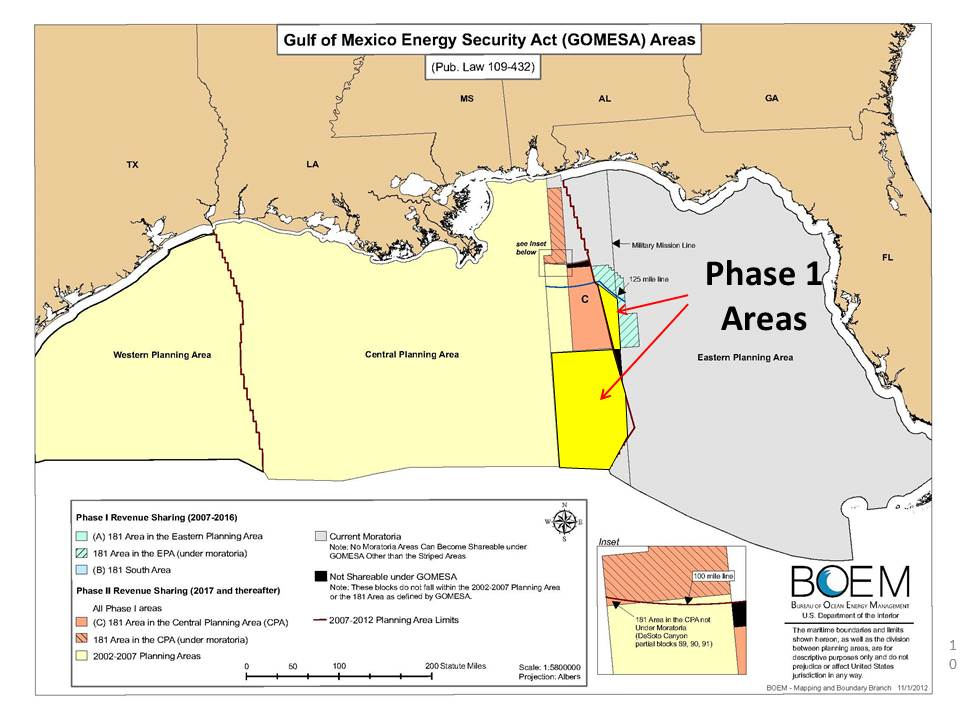 Gulf of Mexico Energy Security Act (GOMESA) Areas
(Pub. Law 109-432)
MS
AL
GA
TX
LA
FL
see Inset
below
Military Mission Line
125 mile line
Phase 1
Areas
C
Western Planning Area
Central Planning Area
Eastern Planning Area
Phase I Revenue Sharing (2007-2016)
(A) 181 Area in the Eastern Planning Area
181 Area in the EPA (under moratoria)
(B) 181 South Area
Phase II Revenue Sharing (2017 and thereafter)
All Phase I areas
(C) 181 Area in the Central Planning Area (CPA)
181 Area in the CPA (under moratoria)
2002-2007 Planning Areas
N
W
E
S
Current Moratoria
Note: No Moratoria Areas Can Become Shareable under
GOMESA Other than the Striped Areas
Not Shareable under GOMESA
Note: These blocks do not fall within the 2002-2007 Planning Area
or the 181 Area as defined by GOMESA.
2007-2012 Planning Area Limits
0 50 100 200 Statute Miles
Scale: 1:5800000
Projection: Albers
Inset
100 mile line
181 Area in the CPA not
Under Moratoria
(DeSoto Canyon
partial blocks 89, 90, 91)
BOEM
BUREAU OF OCEAN ENERGY MANAGEMENT
U.S. Department of the Interior
The maritime boundaries and limits
shown hereon, as well as the division
between planning areas, are for
descriptive purposes only and do not
prejudice or affect United States
jurisdiction in any way.
BOEM - Mapping and Boundary Branch 11/1/2012
1
0